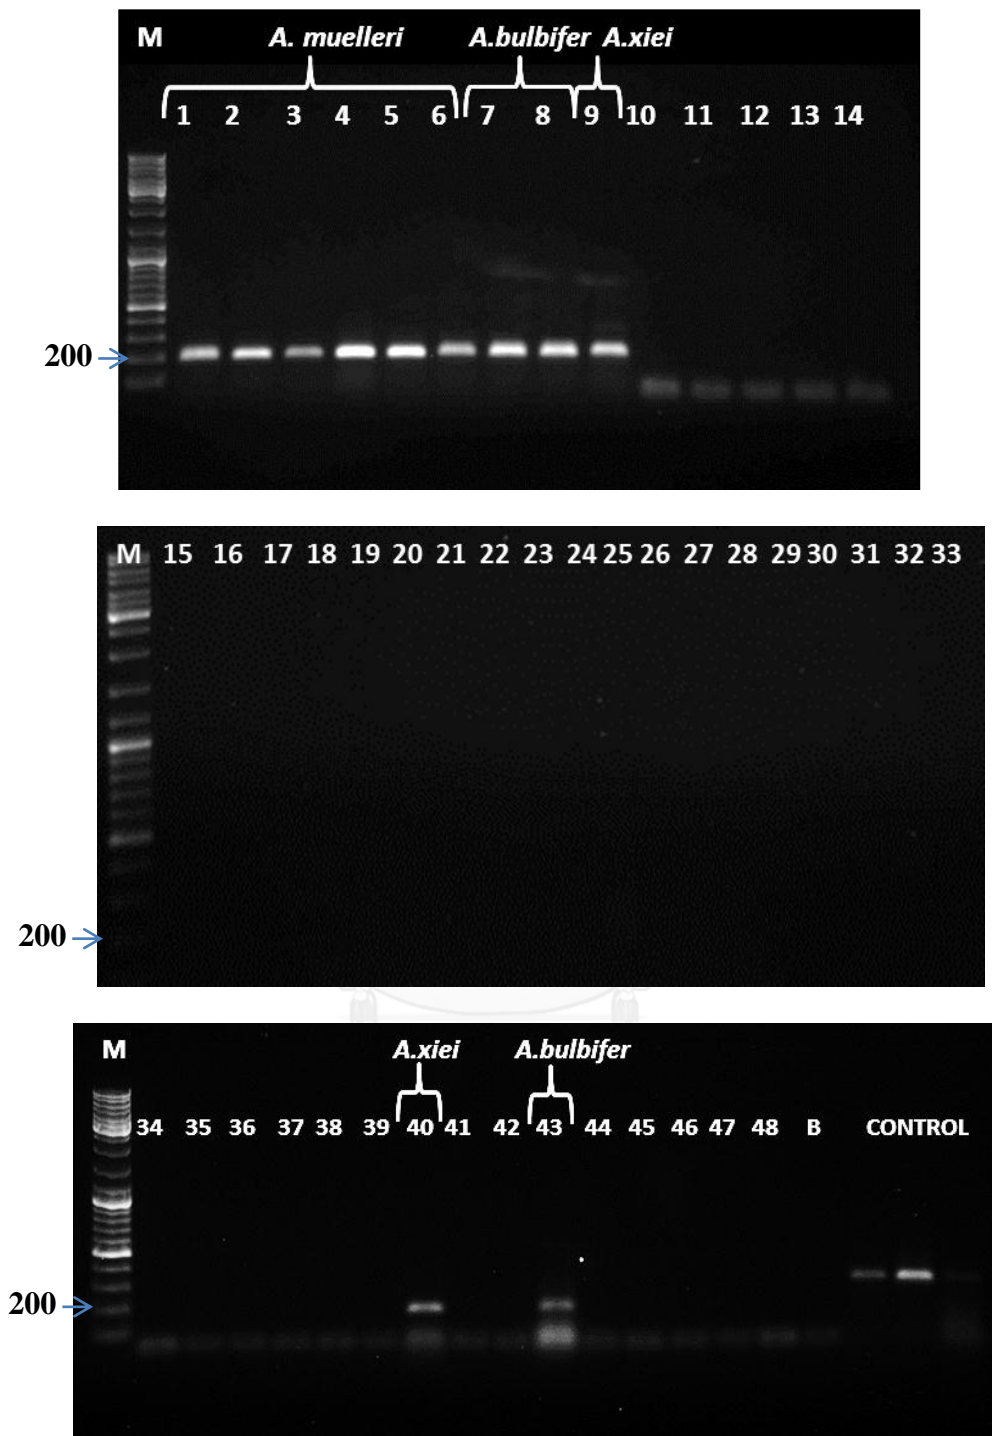 M A. muelleri A.bulbifer A.xiei
1 2 3 4 5 6 7 8 9 10 11 12 13 14
200
M 15 16 17 18 19 20 21 22 23 24 25 26 27 28 29 30 31 32 33
200
M A.xiei A.bulbifer
34 35 36 37 38 39 40 41 42 43 44 45 46 47 48 B CONTROL
200